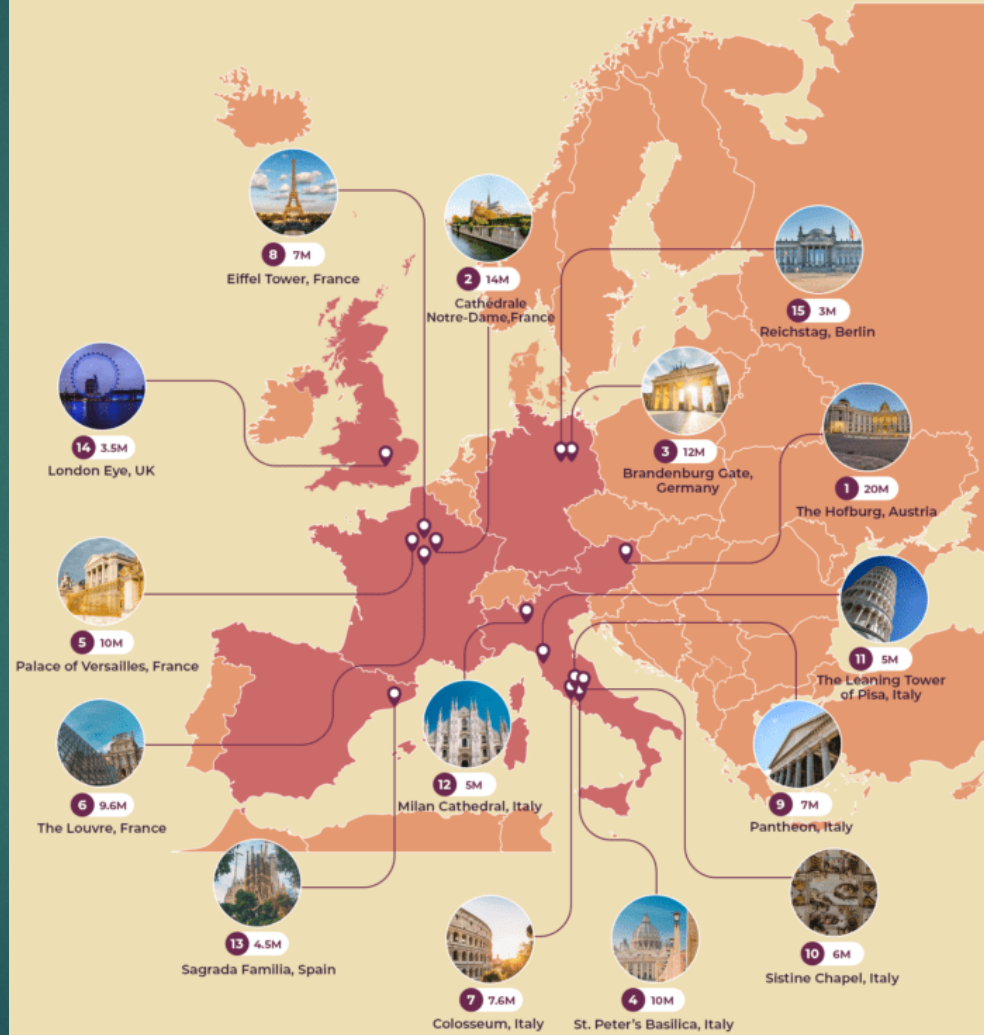 8 7M
Eiffel Tower, France
2 14M
Cathédrale
Notre-Dame,France
15 3M
Reichstag, Berlin
14 3.5M
London Eye, UK
3 12M
Brandenburg Gate,
Germany
1 20M
The Hofburg, Austria
5 10M
Palace of Versailles, France
11 5M
The Leaning Tower
of Pisa, Italy
6 9.6M
The Louvre, France
12 5M
Milan Cathedral, Italy
9 7M
Pantheon, Italy
13 4.5M
Sagrada Familia, Spain
7 7.6M
Colosseum, Italy
4 10M
St. Peter's Basilica, Italy
10 6M
Sistine Chapel, Italy